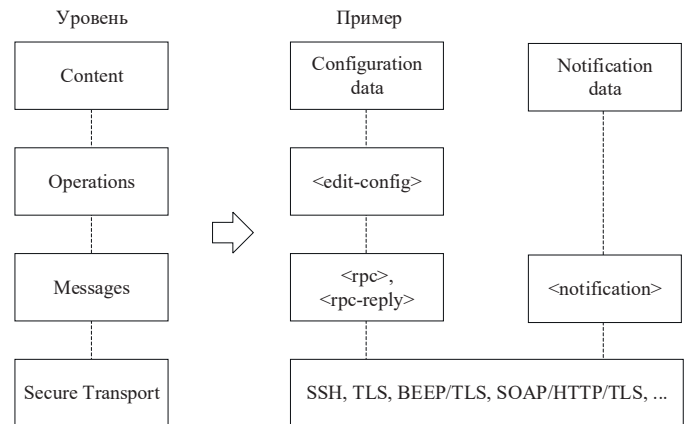 Уровень
Пример
Content
Configuration
data
Notification
data
Operations
<edit-config>
Messages
<rpc>,
<rpc-reply>
<notification>
Secure Transport
SSH, TLS, BEEP/TLS, SOAP/HTTP/TLS, ...